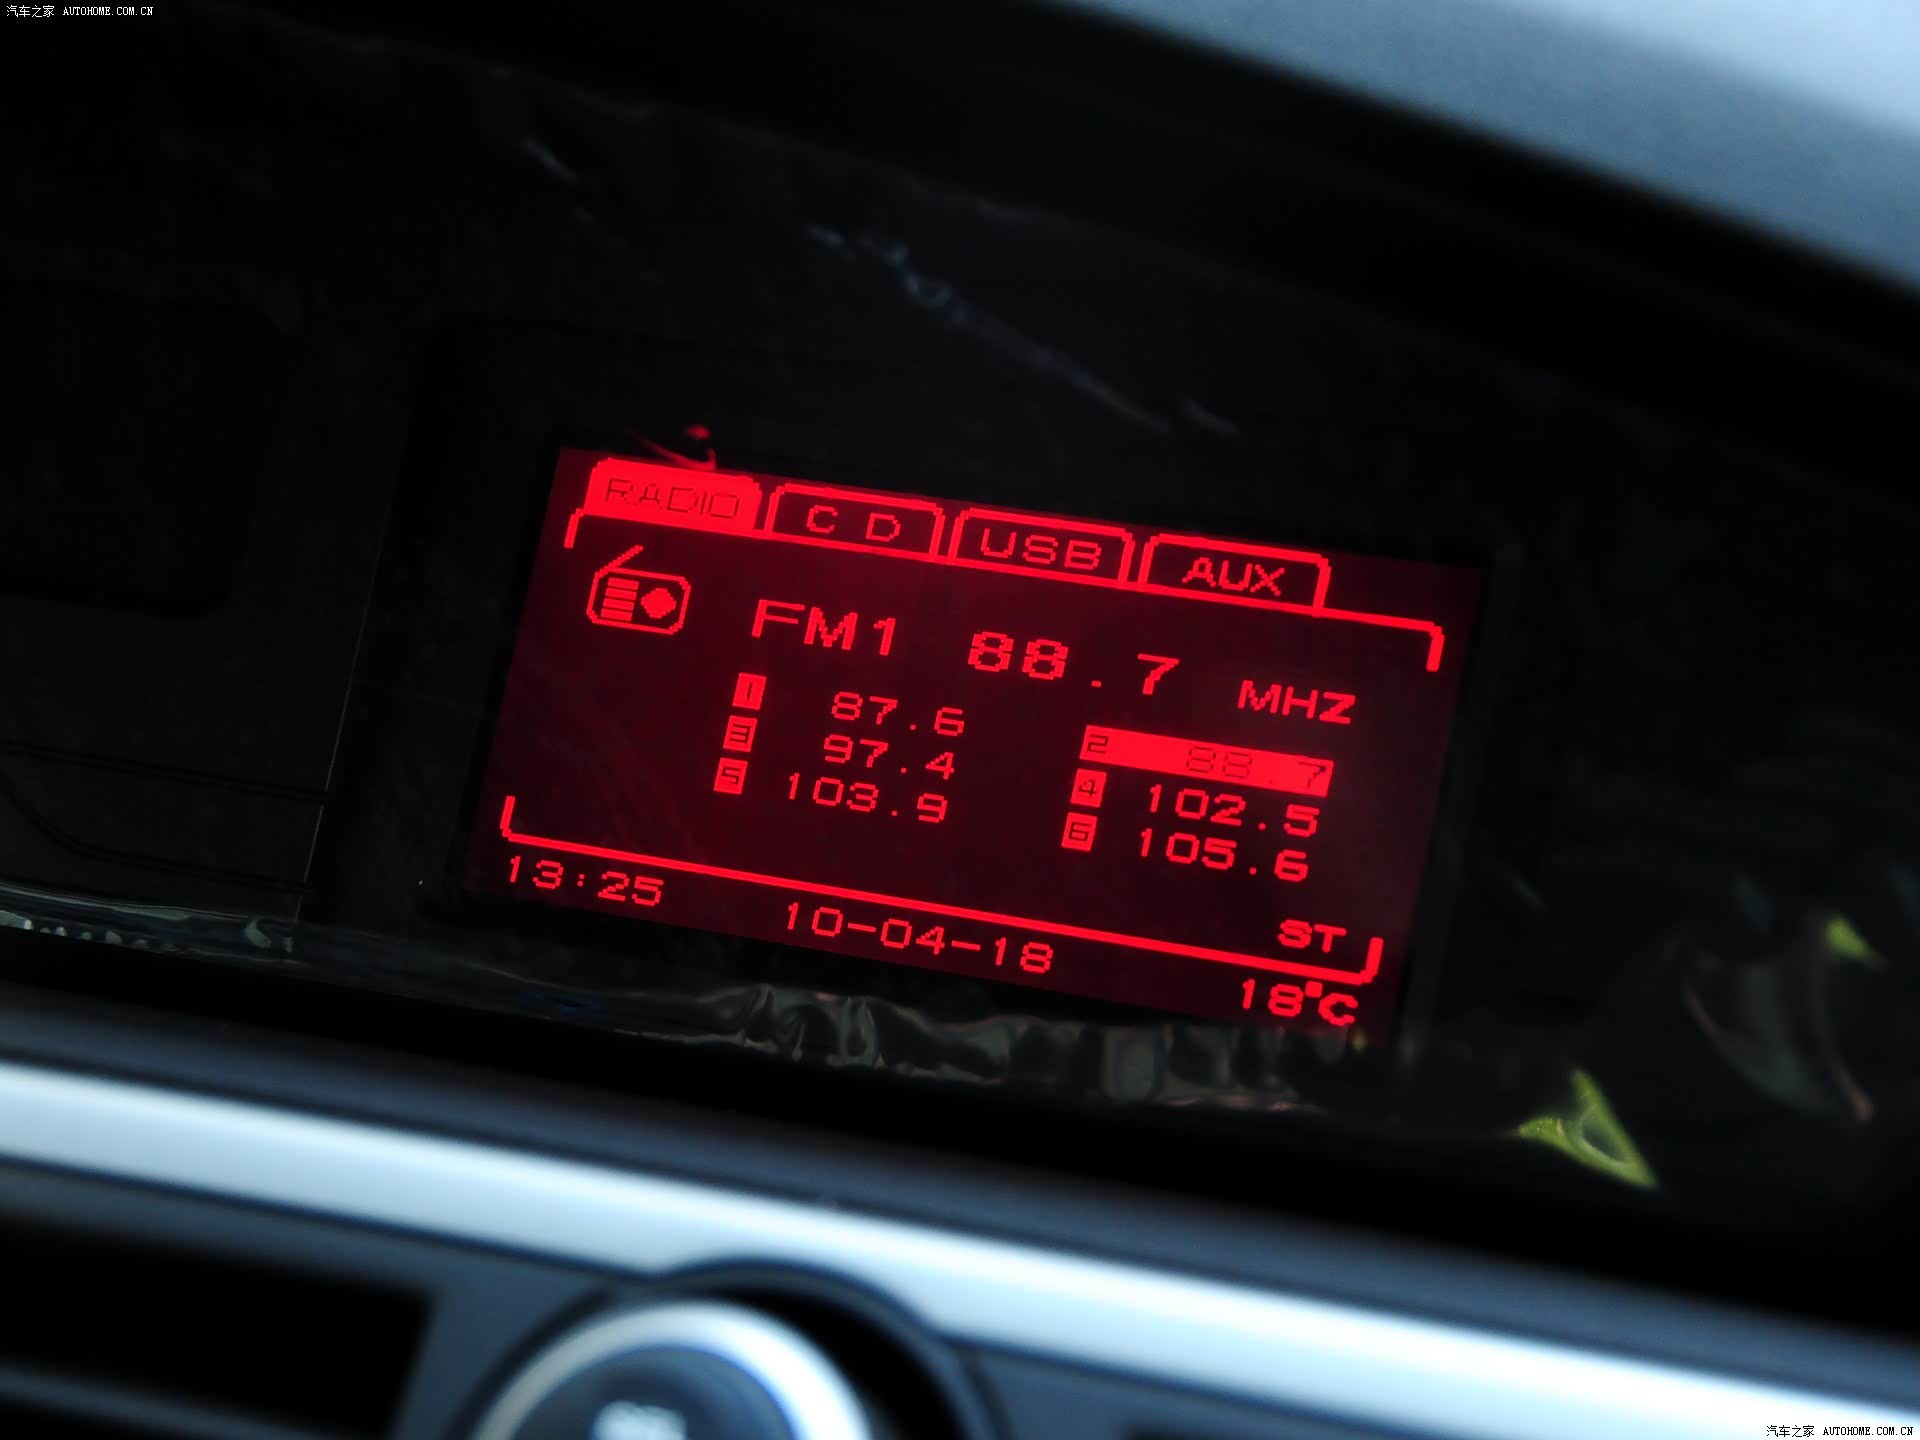 汽车之家 AUTOHOME.COM.CN
RADIO CD USB AUX
FM1 88.7 MHZ
1 87.6 2 88.7
3 97.4 4 102.5
5 103.9 6 105.6
ST
13:25 10-04-18 18°C
汽车之家 AUTOHOME.COM.CN